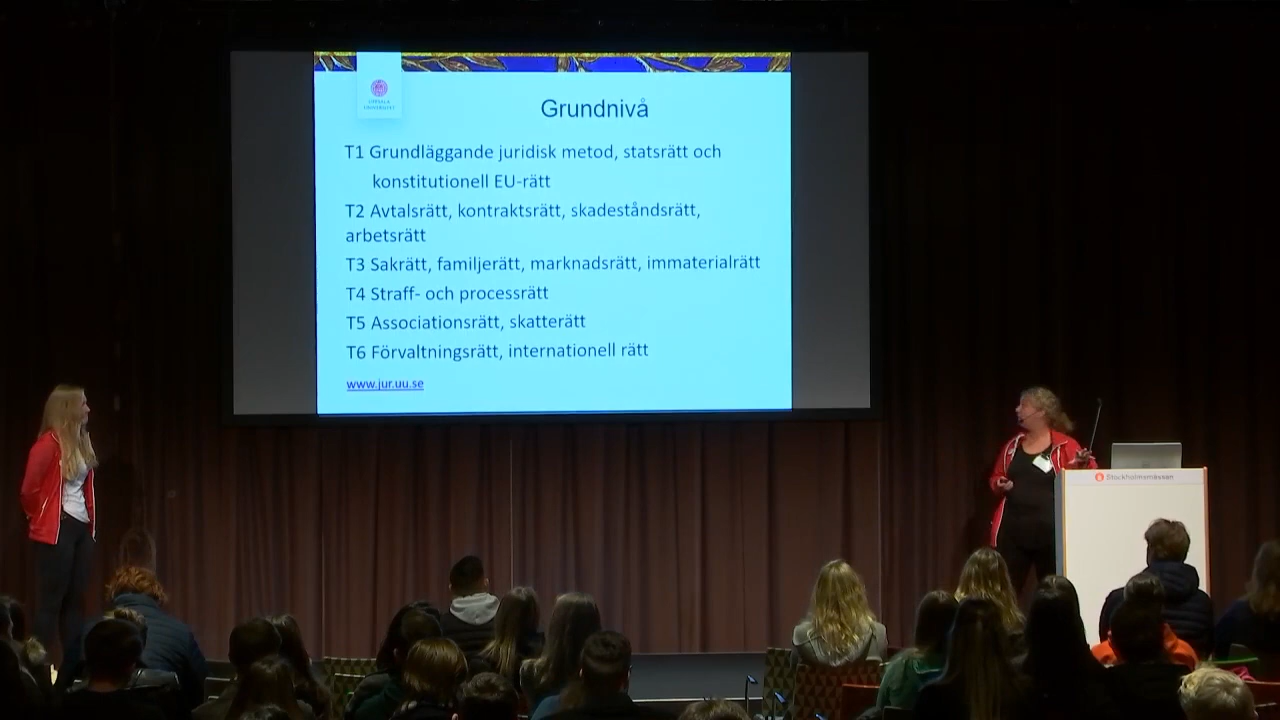 UPPSALA
UNIVERSITET
Grundnivå
T1 Grundläggande juridisk metod, statsrätt och
konstitutionell EU-rätt
T2 Avtalsrätt, kontraktsrätt, skadeståndsrätt,
arbetsrätt
T3 Sakrätt, familjerätt, marknadsrätt, immaterialrätt
T4 Straff- och processrätt
T5 Associationsrätt, skatterätt
T6 Förvaltningsrätt, internationell rätt
www.jur.uu.se
Stockholmsmässan